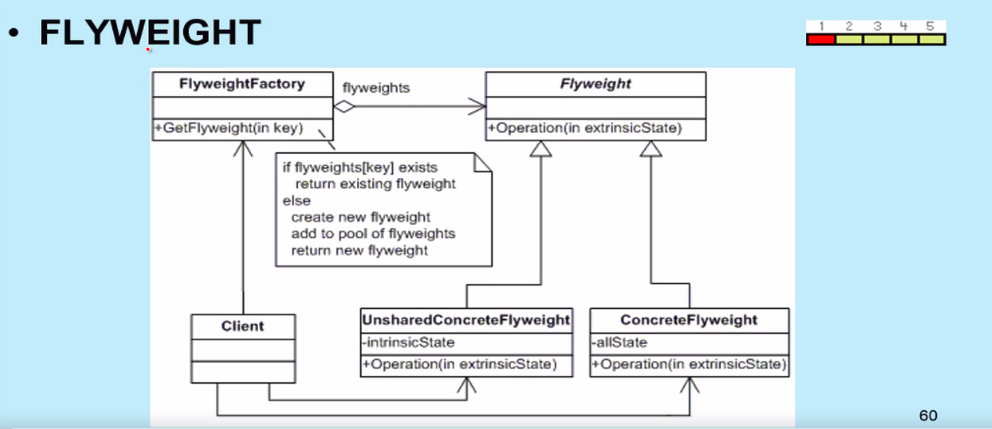 • FLYWEIGHT
1 2 3 4 5
FlyweightFactory
+GetFlyweight(in key)
flyweights
Flyweight
+Operation(in extrinsicState)
if flyweights[key] exists
return existing flyweight
else
create new flyweight
add to pool of flyweights
return new flyweight
Client
UnsharedConcreteFlyweight
-intrinsicState
+Operation(in extrinsicState)
ConcreteFlyweight
-allState
+Operation(in extrinsicState)
60